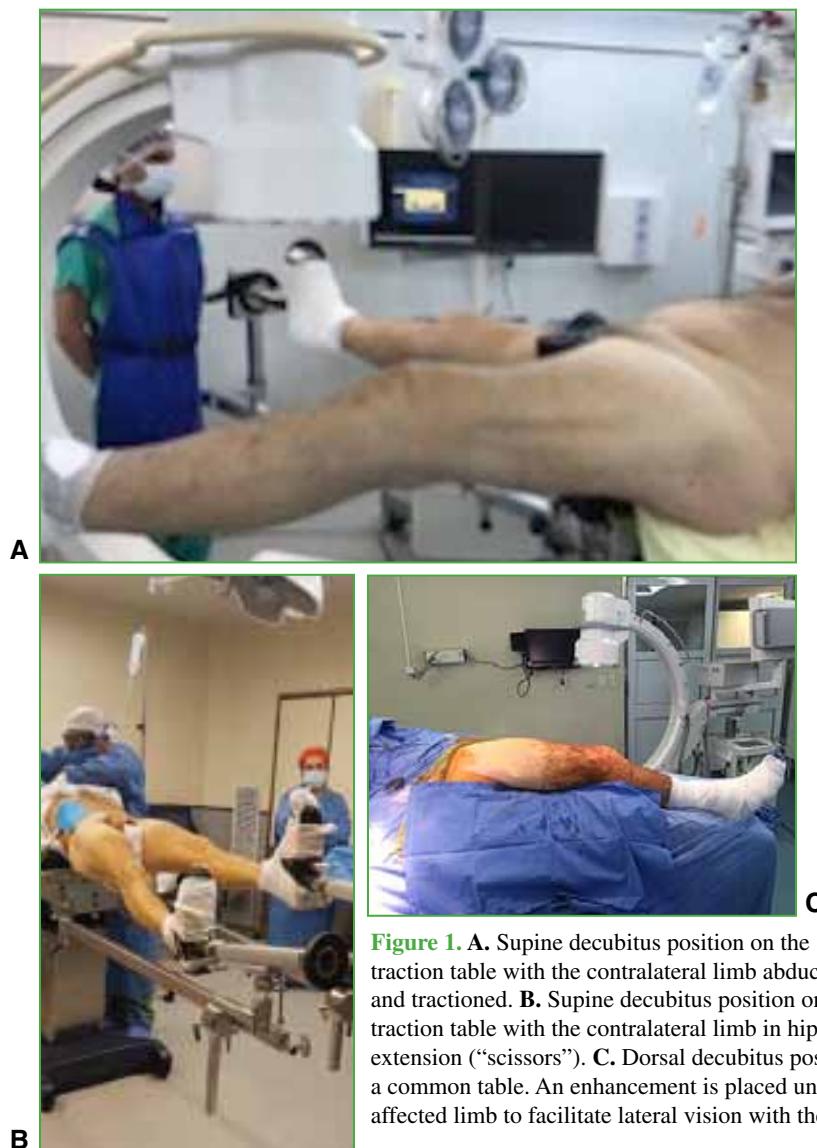 A
B
C
Figure 1. A. Supine decubitus position on the
traction table with the contralateral limb abduc
and tractioned. B. Supine decubitus position on
traction table with the contralateral limb in hip
extension (“scissors”). C. Dorsal decubitus pos
a common table. An enhancement is placed un
affected limb to facilitate lateral vision with the